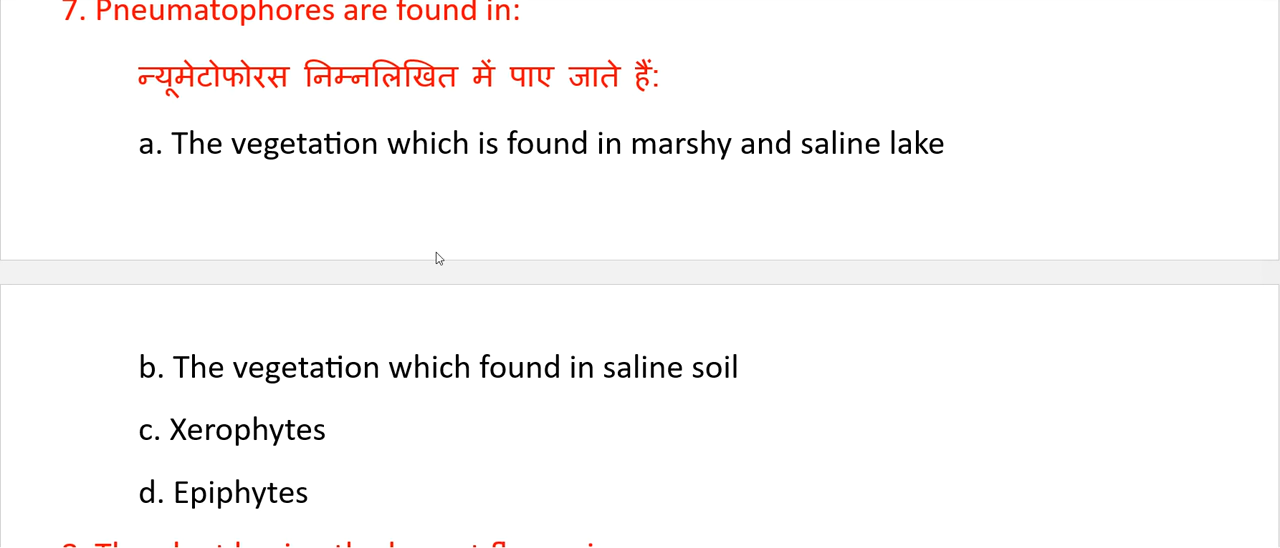 7. Pneumatophores are found in:
न्यूमेटोफोरस निम्नलिखित में पाए जाते हैं:
a. The vegetation which is found in marshy and saline lake
b. The vegetation which found in saline soil
c. Xerophytes
d. Epiphytes